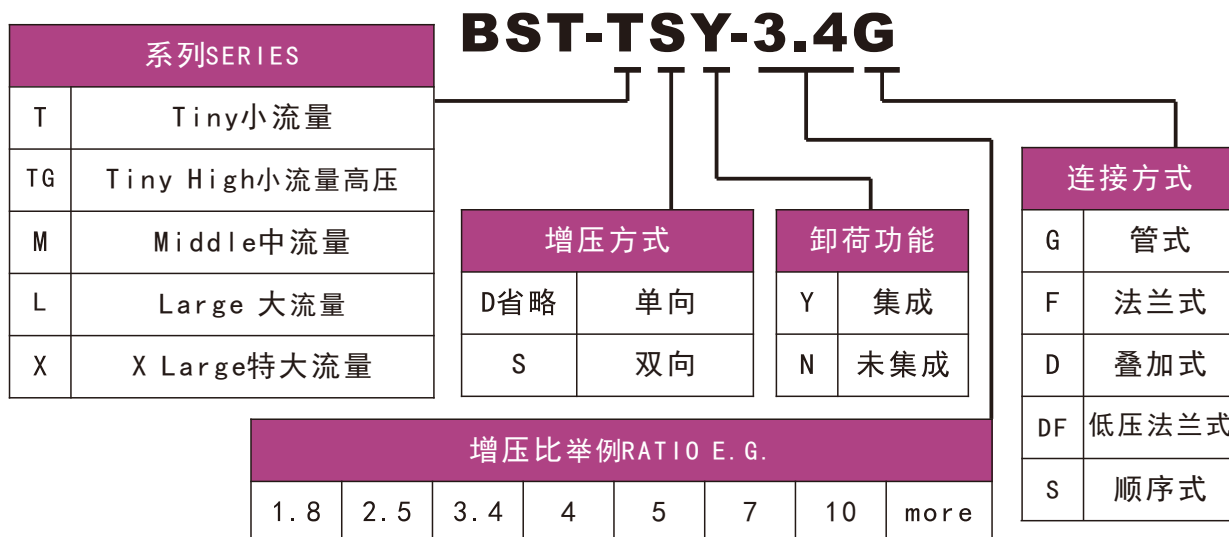 BST-TSY-3.4G
系列SERIES
T Tiny小流量
TG Tiny High小流量高压
M Middle中流量
L Large 大流量
X X Large特大流量
增压方式
D省略 单向
S 双向
卸荷功能
Y 集成
N 未集成
连接方式
G 管式
F 法兰式
D 叠加式
DF 低压法兰式
S 顺序式
增压比举例RATIO E.G.
1.8 2.5 3.4 4 5 7 10 more